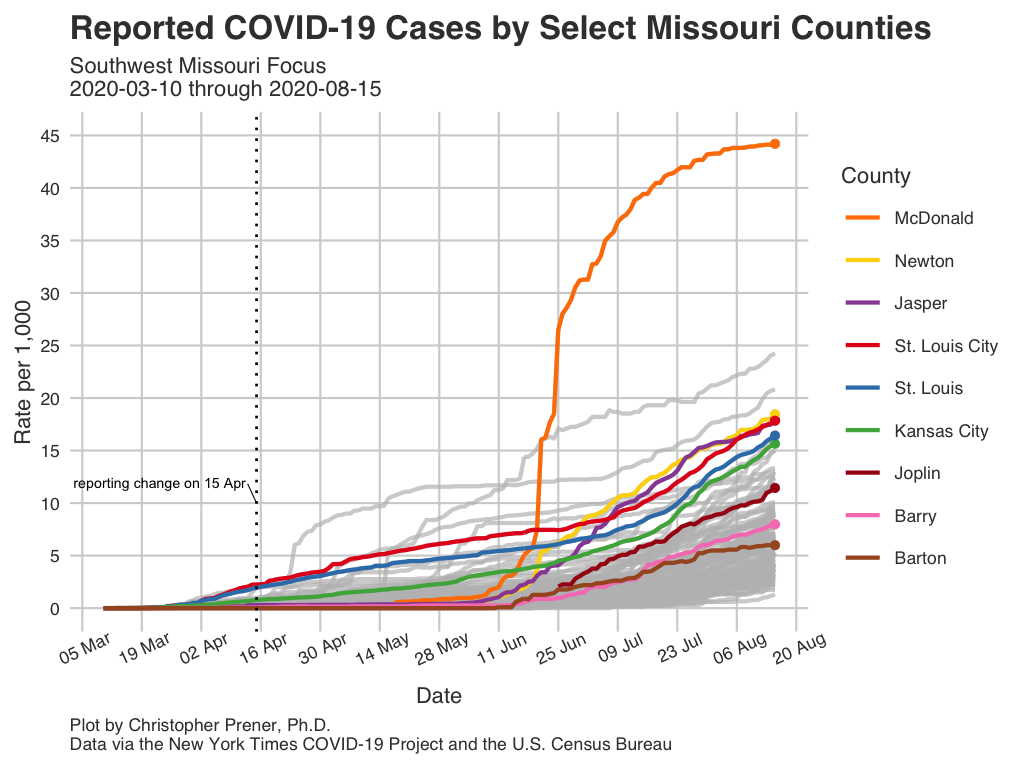 Reported COVID-19 Cases by Select Missouri Counties
Southwest Missouri Focus
2020-03-10 through 2020-08-15
Rate per 1,000
45
40
35
30
25
20
15
10
5
0
reporting change on 15 Apr
05 Mar
19 Mar
02 Apr
16 Apr
30 Apr
14 May
28 May
11 Jun
25 Jun
09 Jul
23 Jul
06 Aug
20 Aug
Date
County
McDonald
Newton
Jasper
St. Louis City
St. Louis
Kansas City
Joplin
Barry
Barton
Plot by Christopher Prener, Ph.D.
Data via the New York Times COVID-19 Project and the U.S. Census Bureau